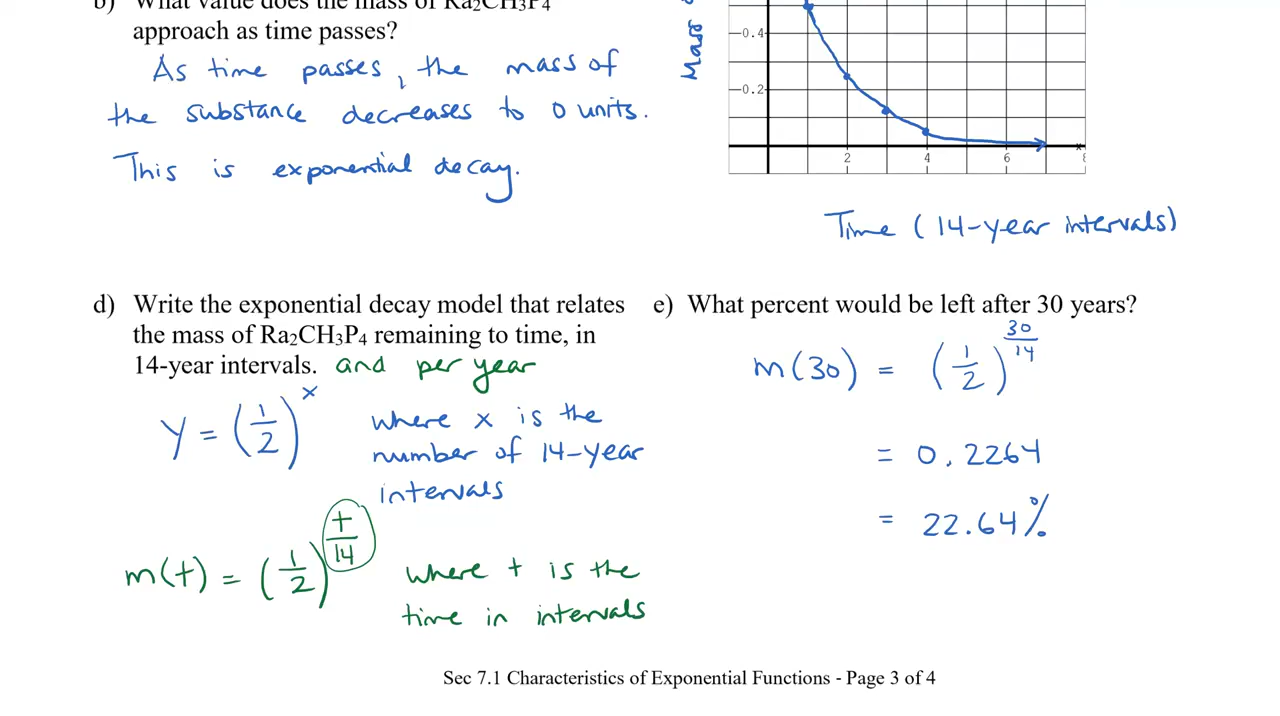 b) What value does the mass of Ra₂CH₃P₄
approach as time passes?
As time passes, the mass of
the substance decreases to 0 units.
This is exponential decay.
Mass
-0.4
-0.2
2 4 6 x 8
Time (14-year intervals)
d) Write the exponential decay model that relates
the mass of Ra₂CH₃P₄ remaining to time, in
14-year intervals. and per year
y = (1/2)^x where x is the
number of 14-year
intervals
m(t) = (1/2)^(t/14) where t is the
time in intervals
e) What percent would be left after 30 years?
m(30) = (1/2)^(30/14)
= 0.2264
= 22.64%
Sec 7.1 Characteristics of Exponential Functions - Page 3 of 4